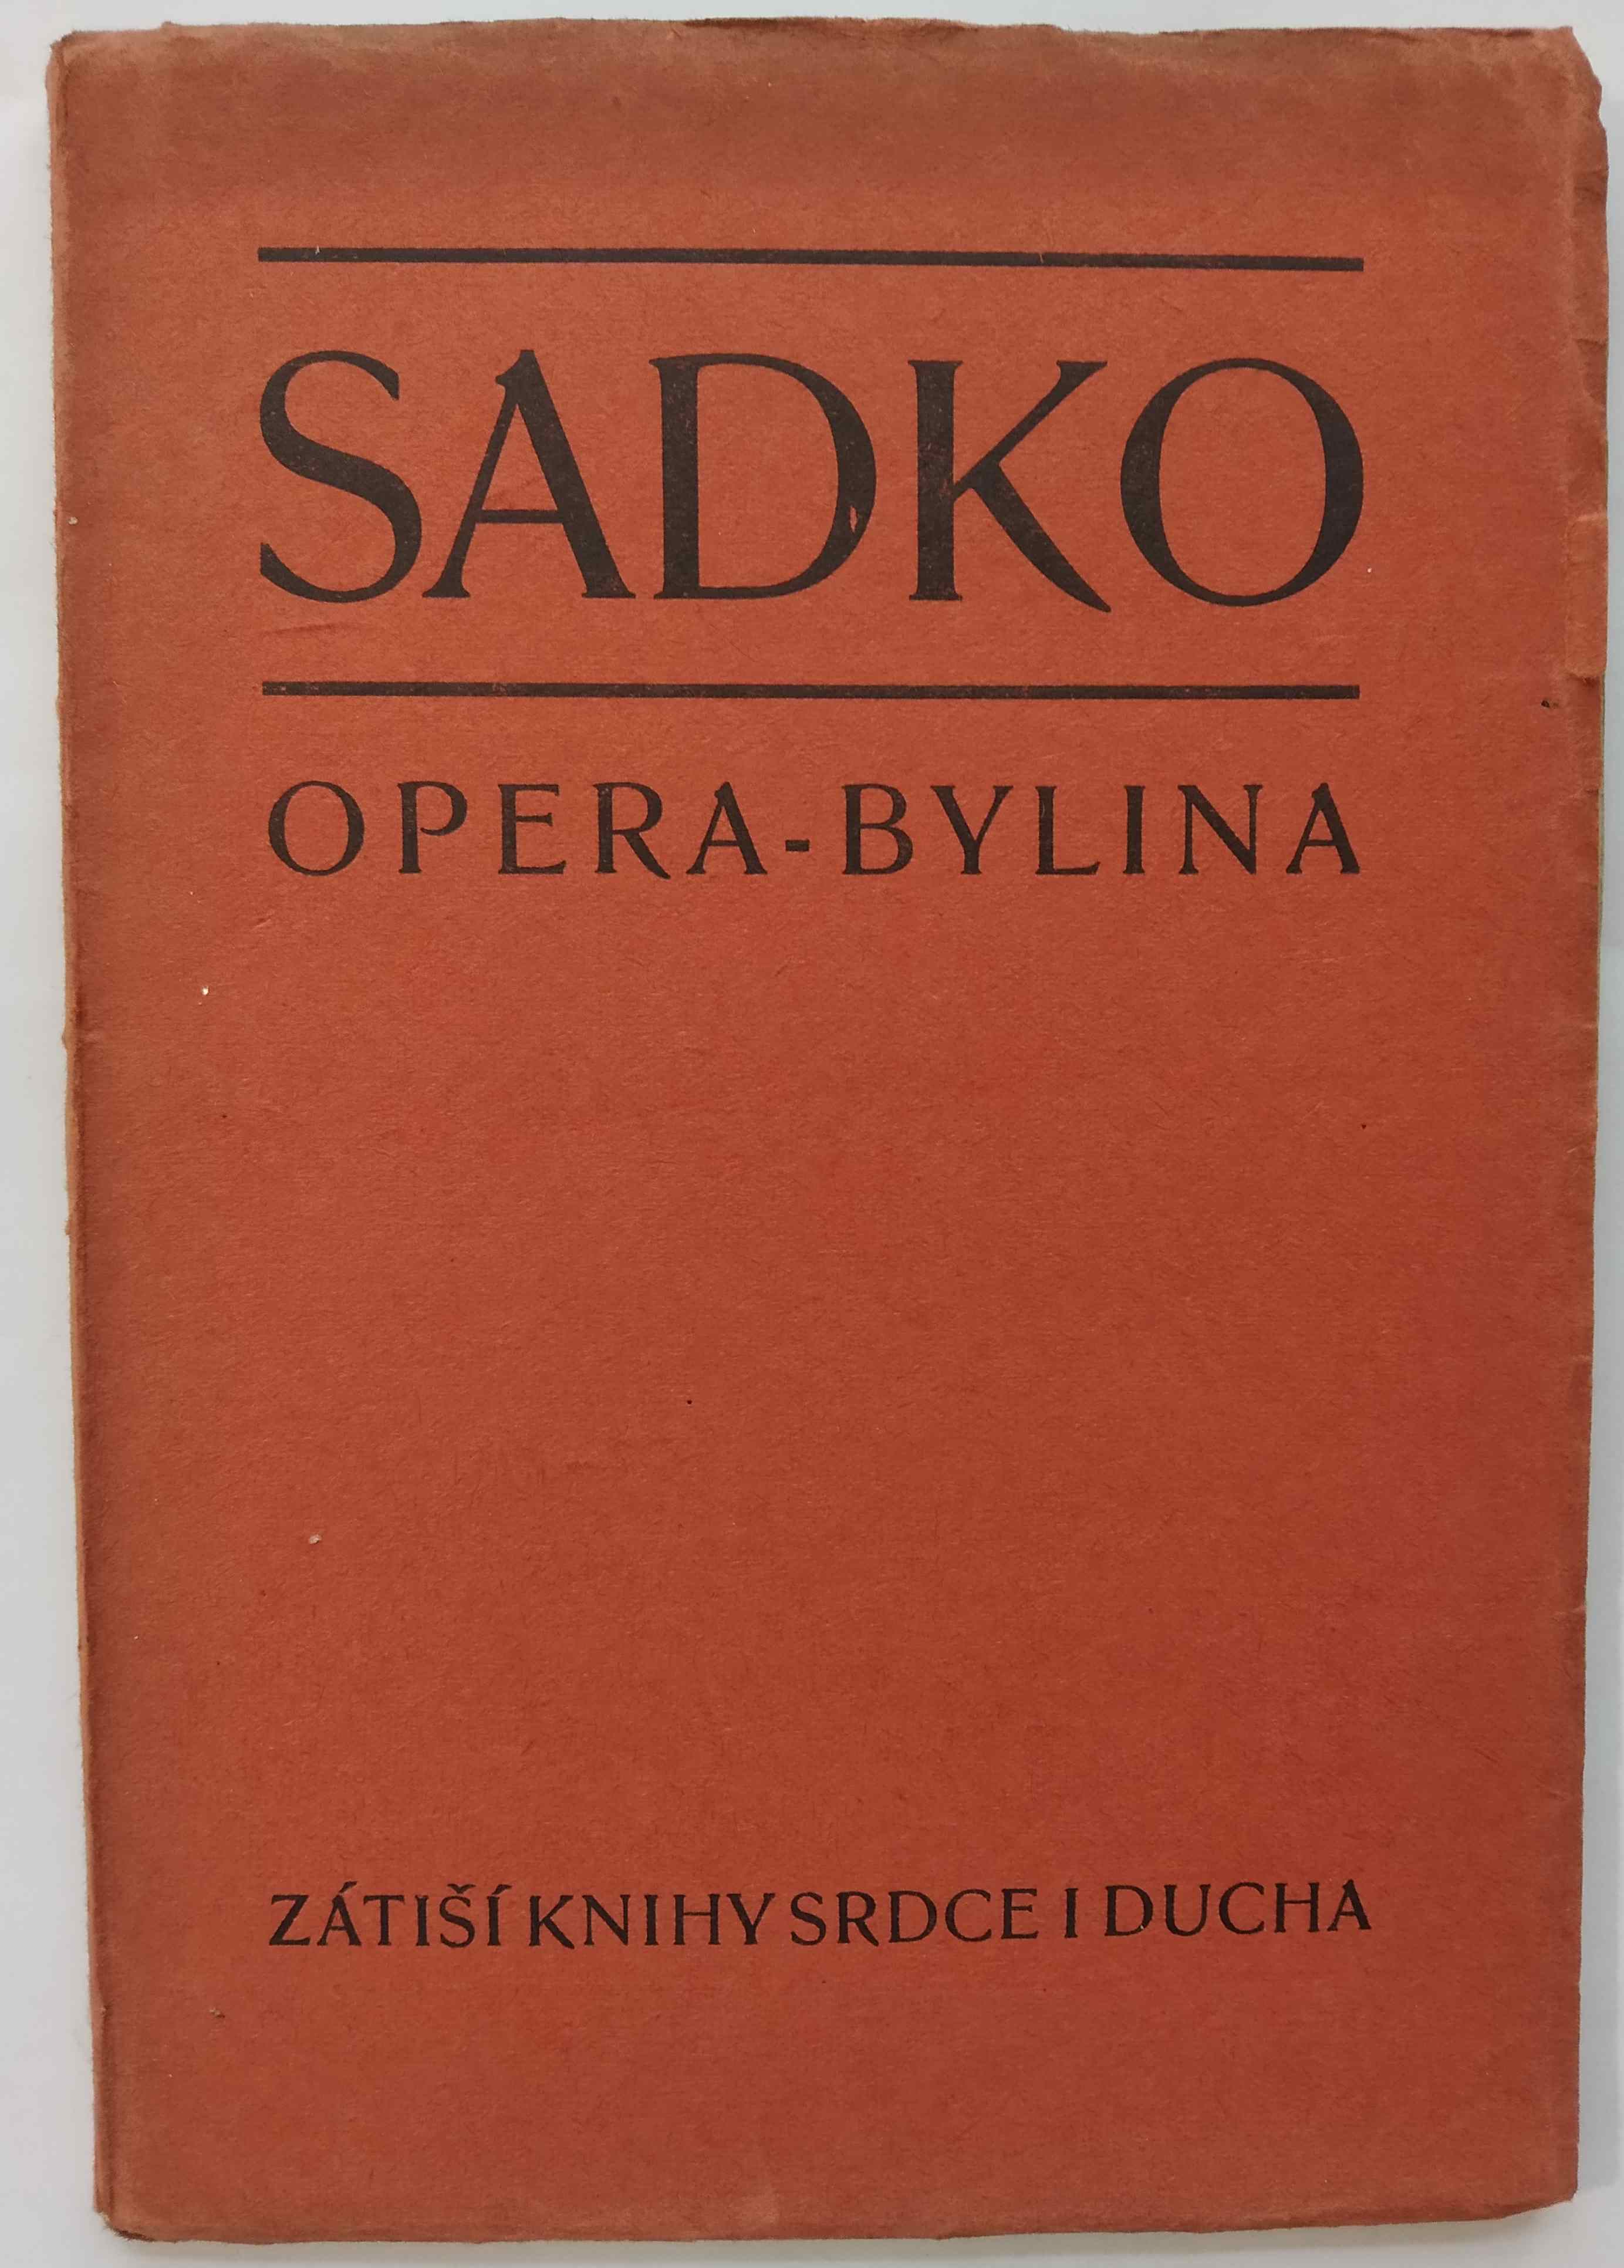 SADKO
OPERA-BYLINA
ZÁTIŠÍ KNIHY SRDCE I DUCHA